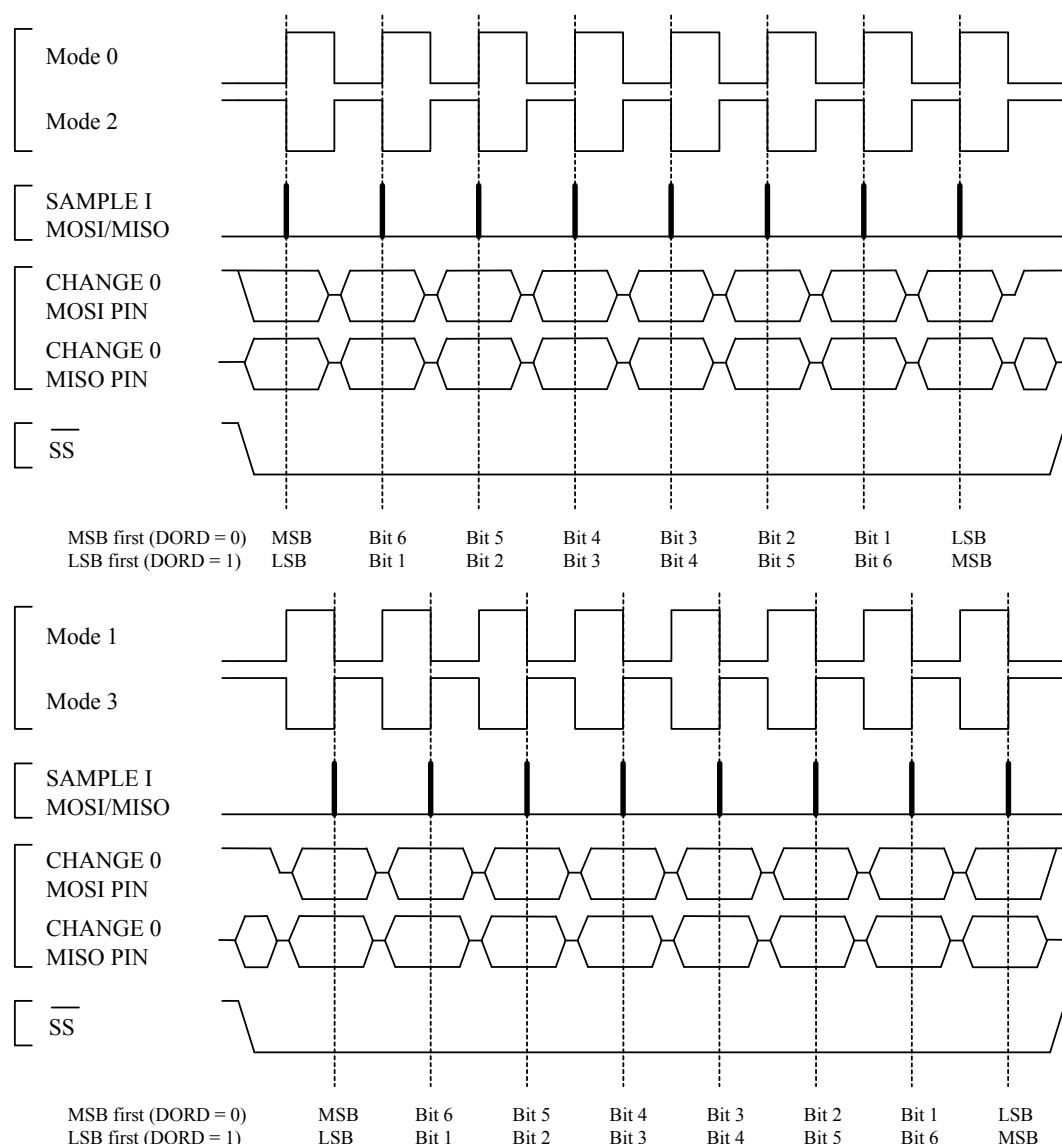 Mode 0
Mode 2
SAMPLE I
MOSI/MISO
CHANGE 0
MOSI PIN
CHANGE 0
MISO PIN
SS
MSB first (DORD = 0) MSB Bit 6 Bit 5 Bit 4 Bit 3 Bit 2 Bit 1 LSB
LSB first (DORD = 1) LSB Bit 1 Bit 2 Bit 3 Bit 4 Bit 5 Bit 6 MSB
Mode 1
Mode 3
SAMPLE I
MOSI/MISO
CHANGE 0
MOSI PIN
CHANGE 0
MISO PIN
SS
MSB first (DORD = 0) MSB Bit 6 Bit 5 Bit 4 Bit 3 Bit 2 Bit 1 LSB
LSB first (DORD = 1) LSB Bit 1 Bit 2 Bit 3 Bit 4 Bit 5 Bit 6 MSB